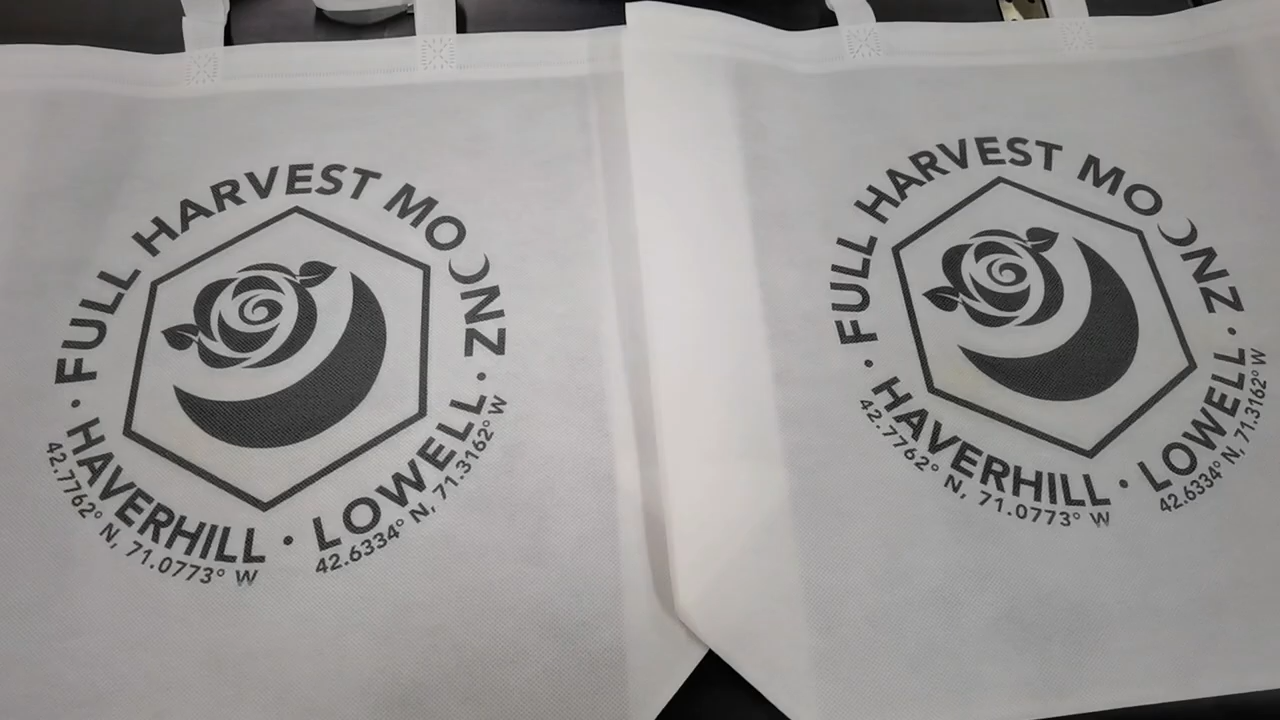 FULL HARVEST MOONZ
· HAVERHILL · LOWELL ·
42.7762° N, 71.0773° W
42.6334° N, 71.3162° W
FULL HARVEST MOONZ
· HAVERHILL · LOWELL ·
42.7762° N, 71.0773° W
42.6334° N, 71.3162° W